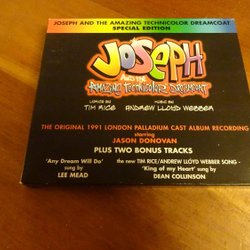 JOSEPH AND THE AMAZING TECHNICOLOR DREAMCOAT
SPECIAL EDITION
JOSEPH
AND THE
AMAZING TECHNICOLOR DREAMCOAT
LYRICS BY
MUSIC BY
TIM RICE
ANDREW LLOYD WEBBER
THE ORIGINAL 1991 LONDON PALLADIUM CAST ALBUM RECORDING
starring
JASON DONOVAN
PLUS TWO BONUS TRACKS
'Any Dream Will Do'
sung by
LEE MEAD
the new TIM RICE/ANDREW LLOYD WEBBER SONG -
'King of my Heart' sung by
DEAN COLLINSON